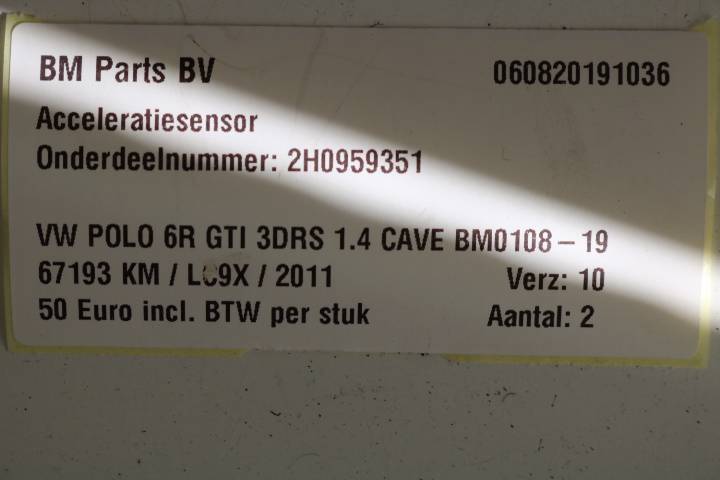 BM Parts BV 060820191036
Acceleratiesensor
Onderdeelnummer: 2H0959351
VW POLO 6R GTI 3DRS 1.4 CAVE BM0108 – 19
67193 KM / LC9X / 2011 Verz: 10
50 Euro incl. BTW per stuk Aantal: 2